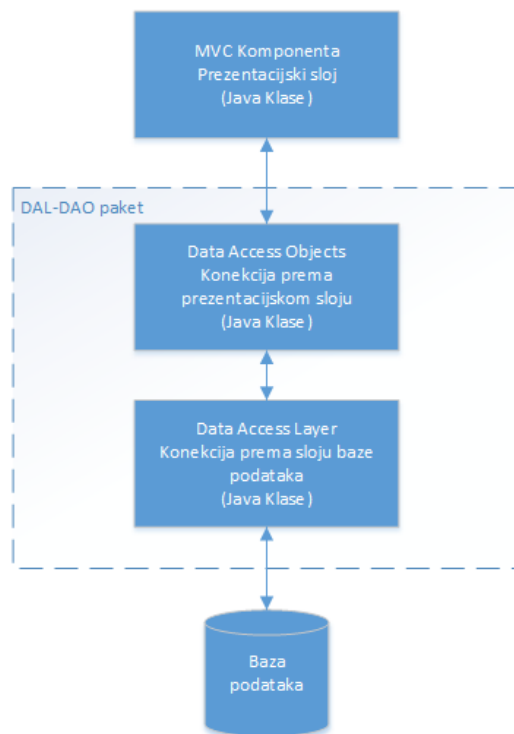 MVC Komponenta
Prezentacijski sloj
(Java Klase)
DAL-DAO paket
Data Access Objects
Konekcija prema
prezentacijskom sloju
(Java Klase)
Data Access Layer
Konekcija prema sloju baze
podataka
(Java Klase)
Baza
podataka